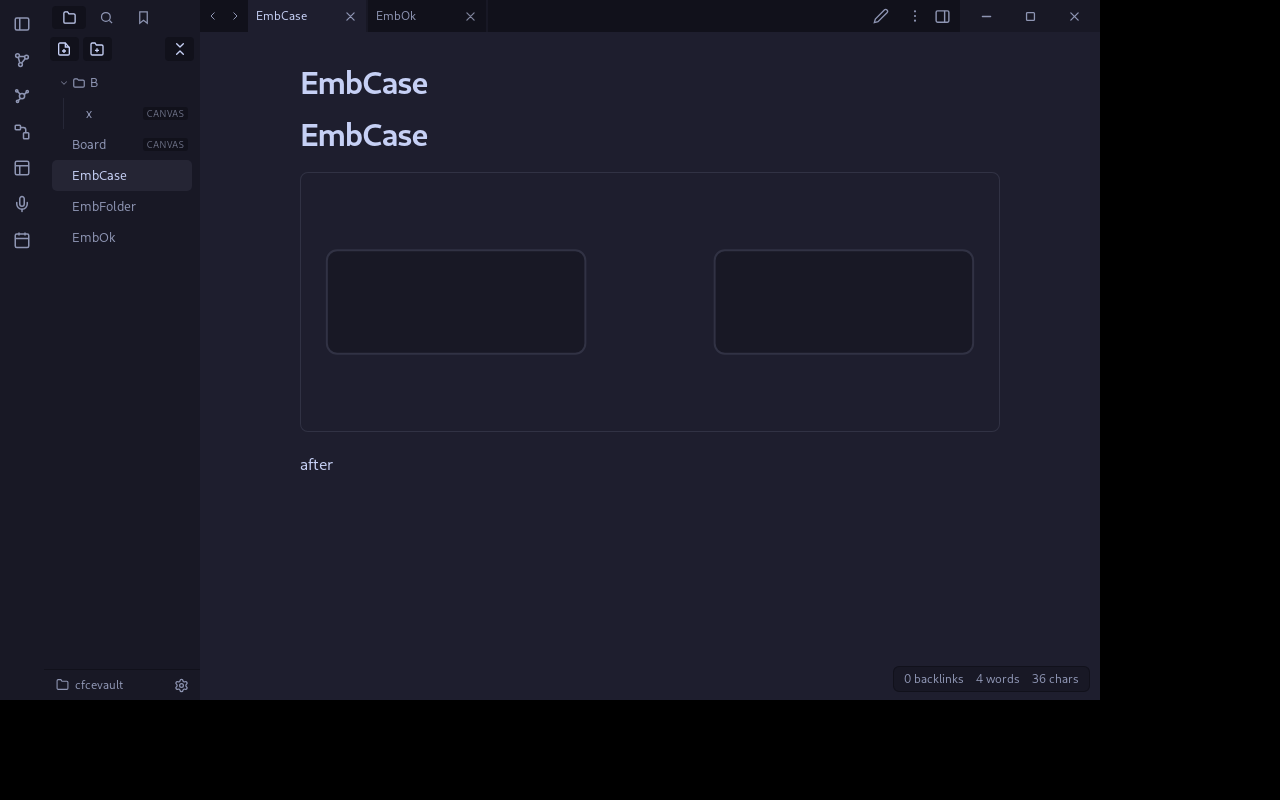 EmbCase
EmbOk
B
x CANVAS
Board CANVAS
EmbCase
EmbFolder
EmbOk
cfcevault
EmbCase
EmbCase
after
0 backlinks 4 words 36 chars